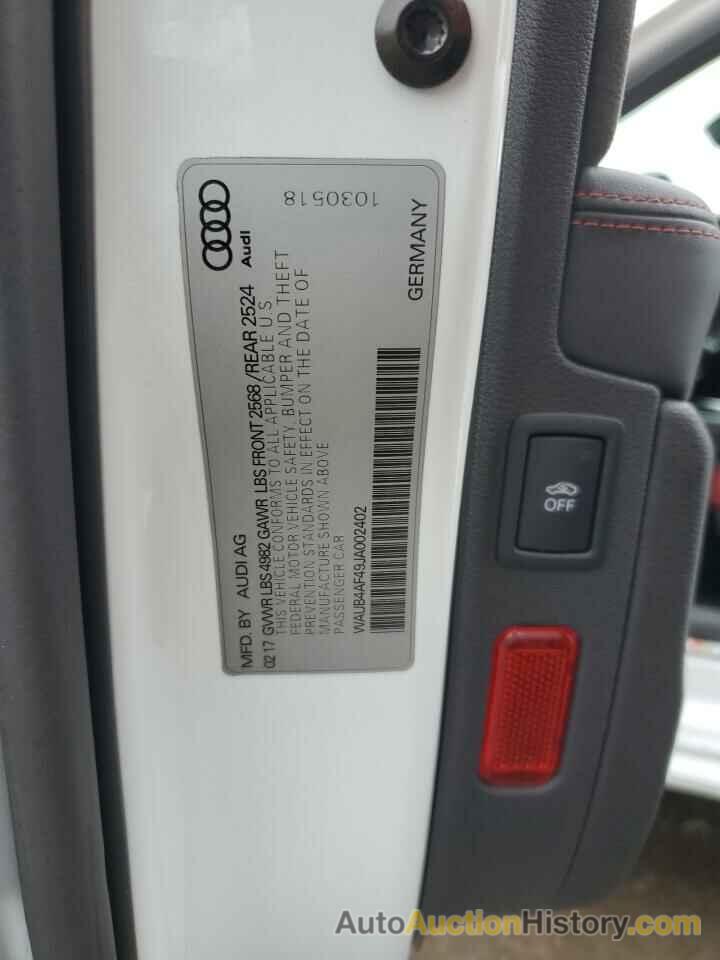 Audi
1030518
MFD. BY AUDI AG
GERMANY
02 17 GVWR LBS 4982 GAWR LBS FRONT 2568/REAR 2524
THIS VEHICLE CONFORMS TO ALL APPLICABLE U.S
FEDERAL MOTOR VEHICLE SAFETY, BUMPER AND THEFT
PREVENTION STANDARDS IN EFFECT ON THE DATE OF
MANUFACTURE SHOWN ABOVE
PASSENGER CAR
WAUB4AF49JA002402
OFF
AutoAuctionHistory.com